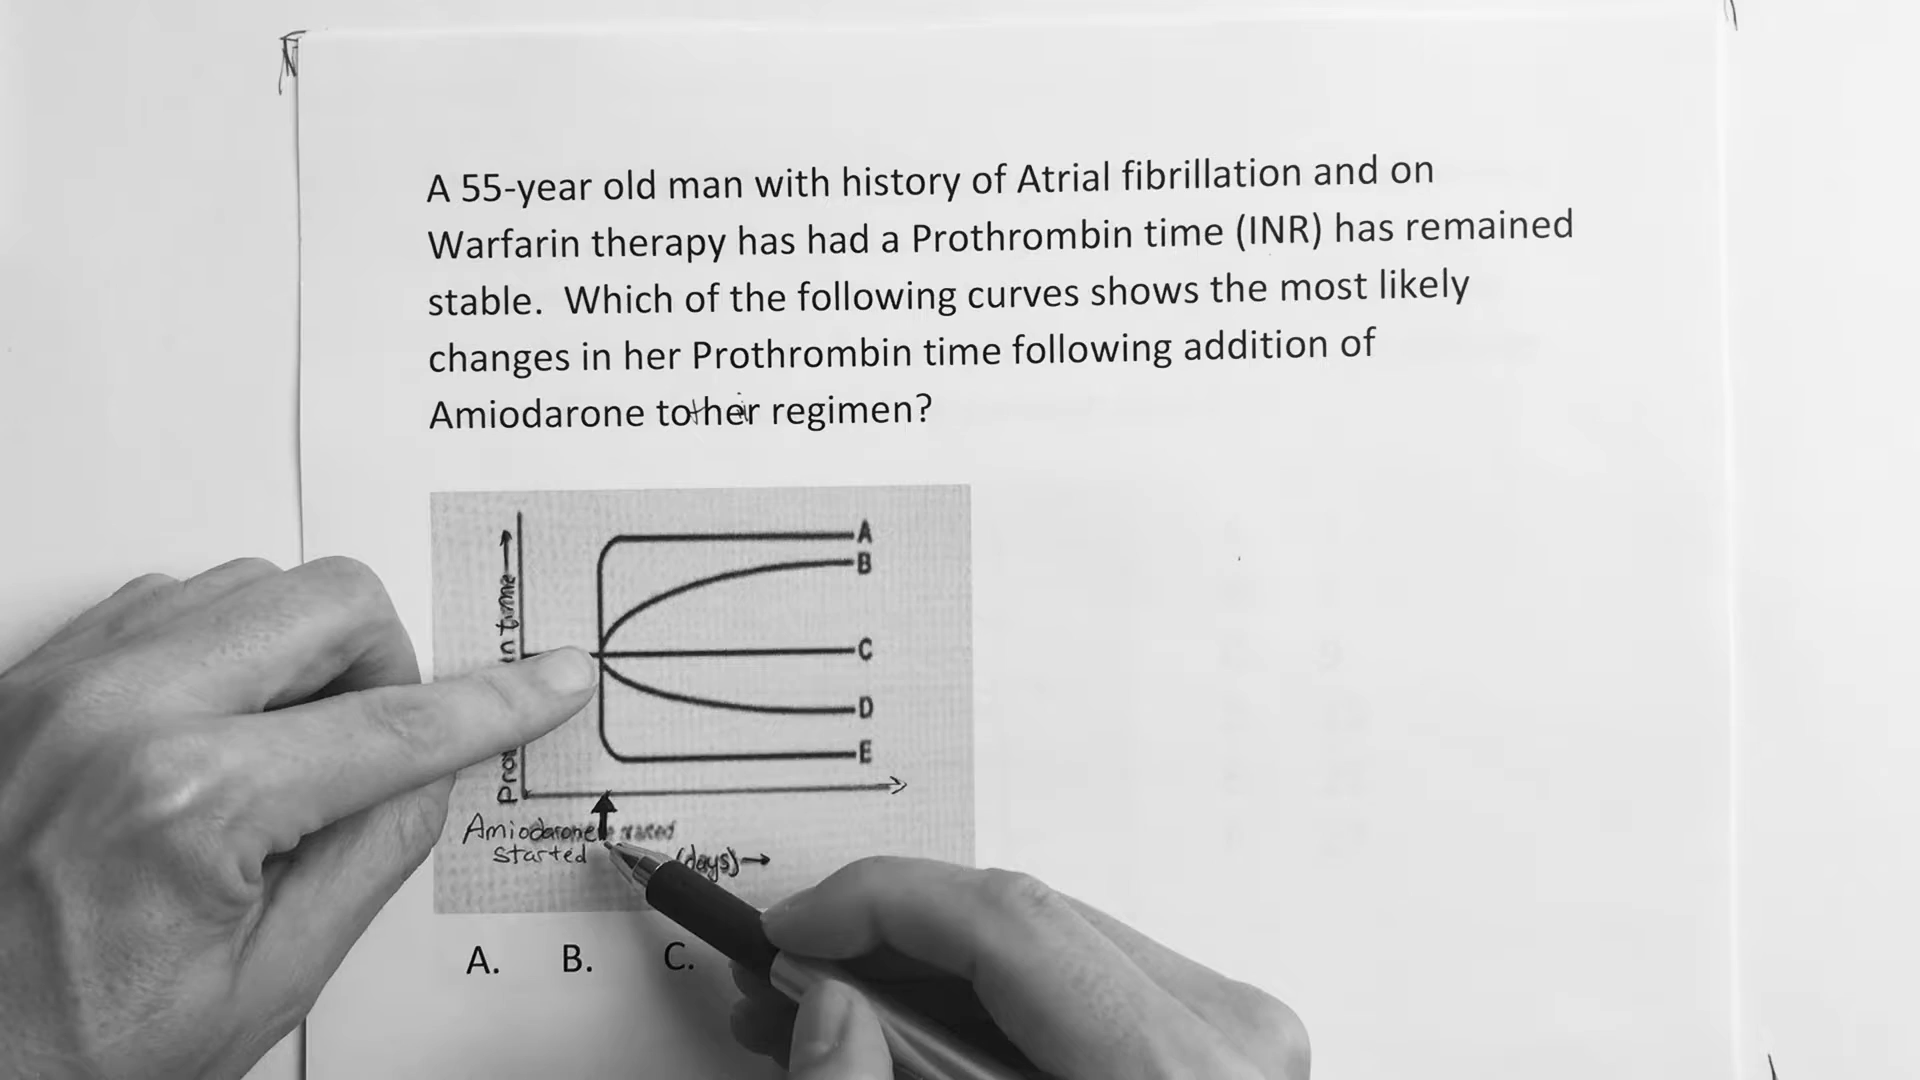 A 55-year old man with history of Atrial fibrillation and on
Warfarin therapy has had a Prothrombin time (INR) has remained
stable. Which of the following curves shows the most likely
changes in her Prothrombin time following addition of
Amiodarone to their regimen?
A
B
C
D
E
time →
Amiodarone
started
(days) →
A. B. C.